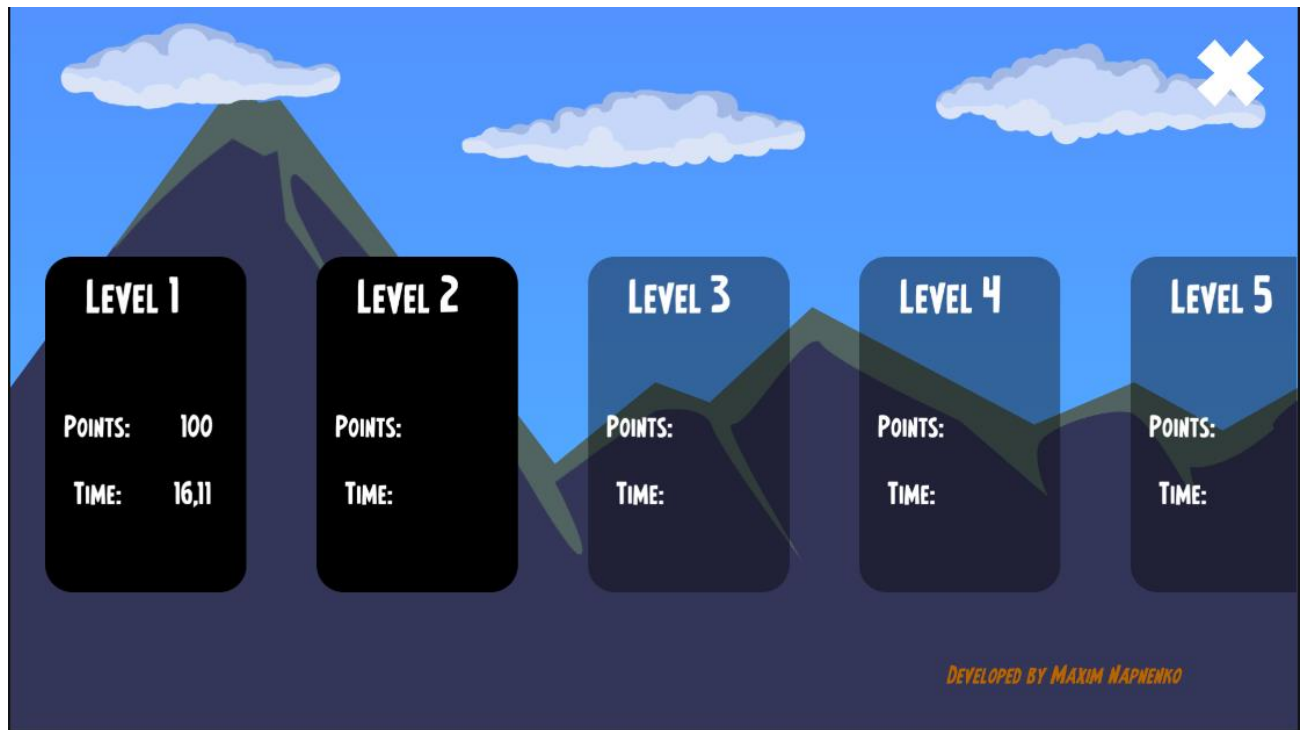 Level 1
Points: 100
Time: 16,11
Level 2
Points:
Time:
Level 3
Points:
Time:
Level 4
Points:
Time:
Level 5
Points:
Time:
Developed by Maxim Napnenko